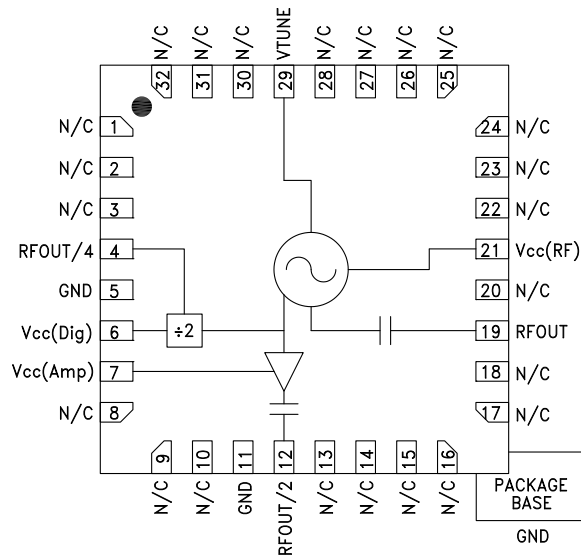 N/C
N/C
N/C
VTUNE
N/C
N/C
N/C
N/C
32
31
30
29
28
27
26
25
N/C 1
N/C 2
N/C 3
RFOUT/4 4
GND 5
Vcc(Dig) 6
Vcc(Amp) 7
N/C 8
÷2
24 N/C
23 N/C
22 N/C
21 Vcc(RF)
20 N/C
19 RFOUT
18 N/C
17 N/C
9
10
11
12
13
14
15
16
N/C
N/C
GND
RFOUT/2
N/C
N/C
N/C
N/C
PACKAGE
BASE
GND